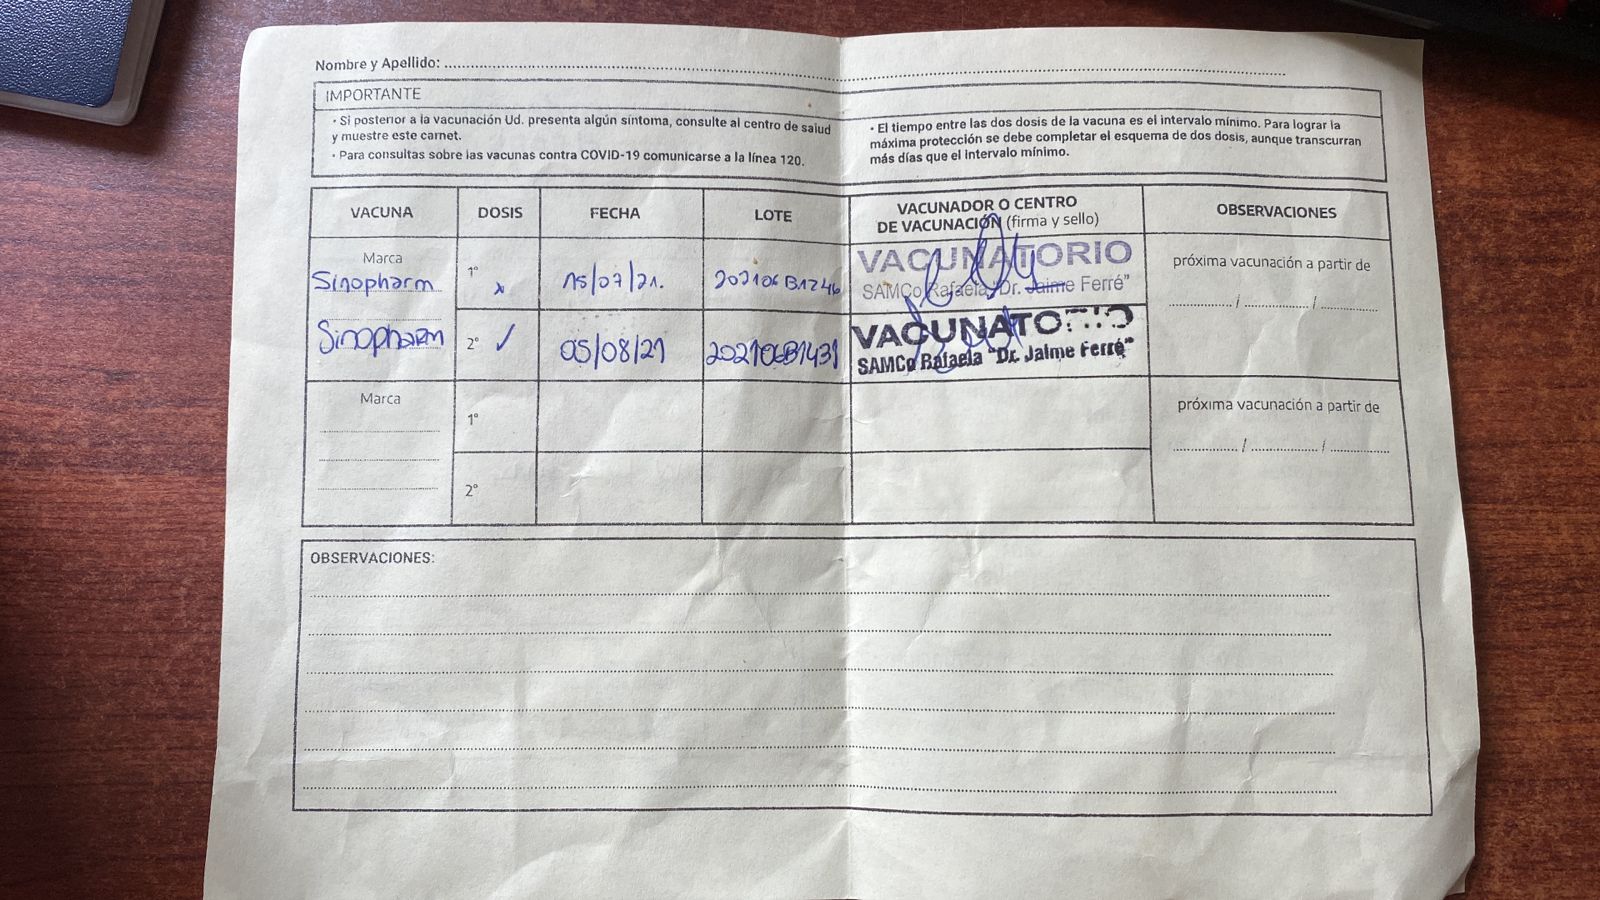 Nombre y Apellido:
IMPORTANTE
• Si posterior a la vacunación Ud. presenta algún síntoma, consulte al centro de salud
y muestre este carnet.
• Para consultas sobre las vacunas contra COVID-19 comunicarse a la línea 120.
• El tiempo entre las dos dosis de la vacuna es el intervalo mínimo. Para lograr la
máxima protección se debe completar el esquema de dos dosis, aunque transcurran
más días que el intervalo mínimo.
VACUNA DOSIS FECHA LOTE VACUNADOR O CENTRO
DE VACUNACIÓN (firma y sello) OBSERVACIONES
Marca
Sinopharm 1° x 15/07/21. 202106B1746
VACUNATORIO
SAMCo Rafaela "Dr. Jaime Ferré"
próxima vacunación a partir de
/ /
Sinopharm 2° ✓ 05/08/21 202106B1431
VACUNATORIO
SAMCo Rafaela "Dr. Jaime Ferré"
Marca
1°
2°
próxima vacunación a partir de
/ /
OBSERVACIONES: